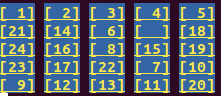 [ 1] [ 2] [ 3] [ 4] [ 5]
[21] [14] [ 6] [  ] [18]
[24] [16] [ 8] [15] [19]
[23] [17] [22] [ 7] [10]
[ 9] [12] [13] [11] [20]